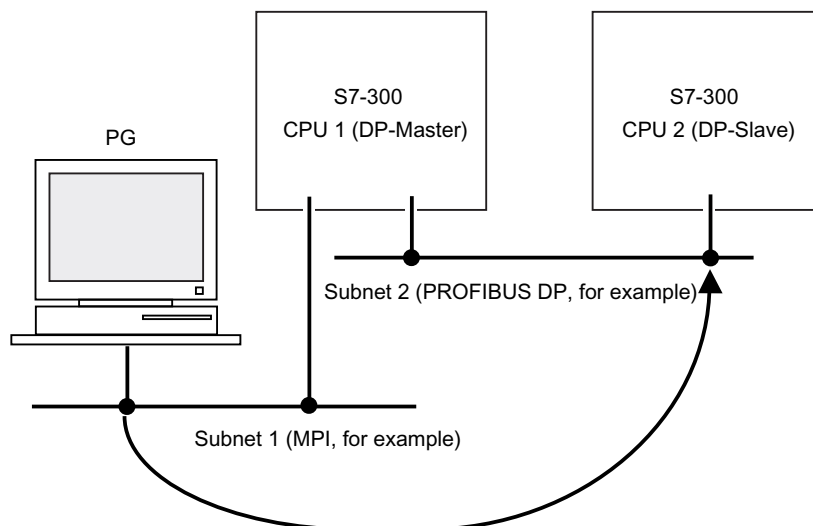 S7-300
CPU 1 (DP-Master)
S7-300
CPU 2 (DP-Slave)
PG
Subnet 2 (PROFIBUS DP, for example)
Subnet 1 (MPI, for example)